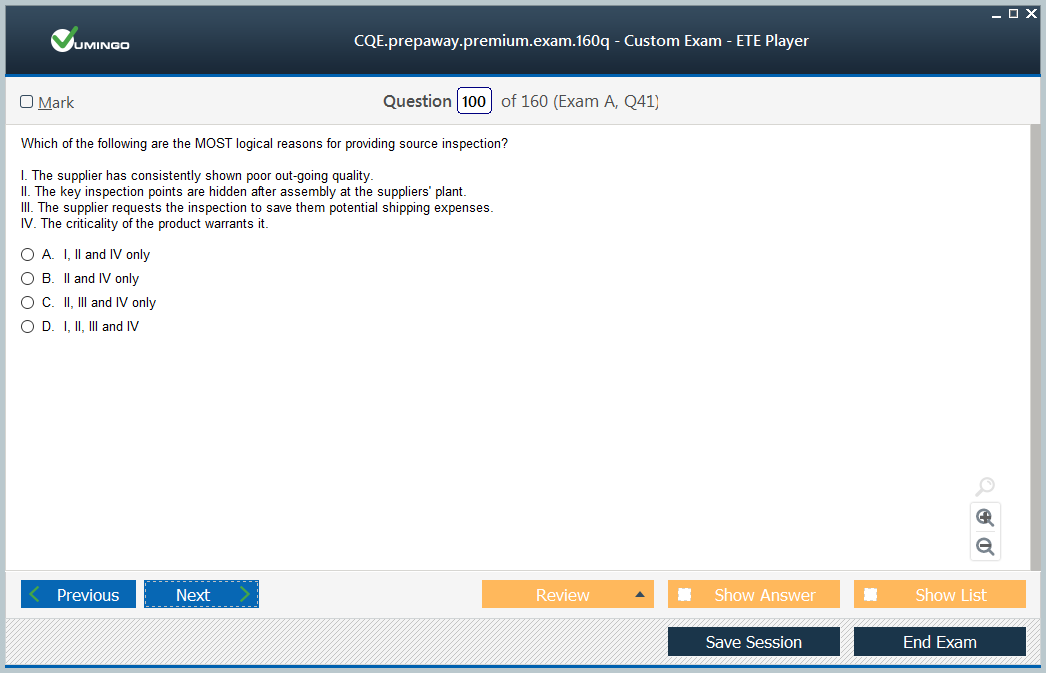 VUMINGO
CQE.prepaway.premium.exam.160q - Custom Exam - ETE Player
Mark
Question 100 of 160 (Exam A, Q41)
Which of the following are the MOST logical reasons for providing source inspection?
I. The supplier has consistently shown poor out-going quality.
II. The key inspection points are hidden after assembly at the suppliers' plant.
III. The supplier requests the inspection to save them potential shipping expenses.
IV. The criticality of the product warrants it.
A. I, II and IV only
B. II and IV only
C. II, III and IV only
D. I, II, III and IV
Previous Next Review Show Answer Show List
Save Session End Exam